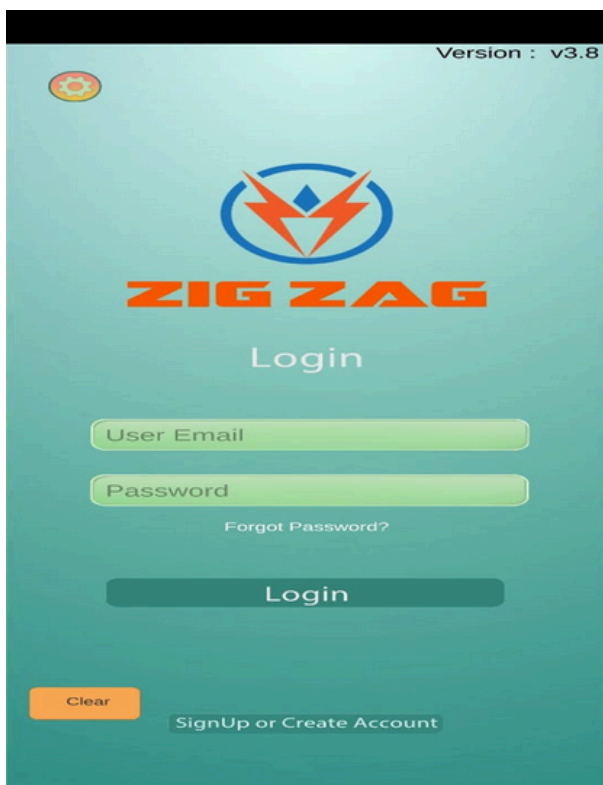 Version : v3.8
ZIG ZAG
Login
User Email
Password
Forgot Password?
Login
Clear
SignUp or Create Account